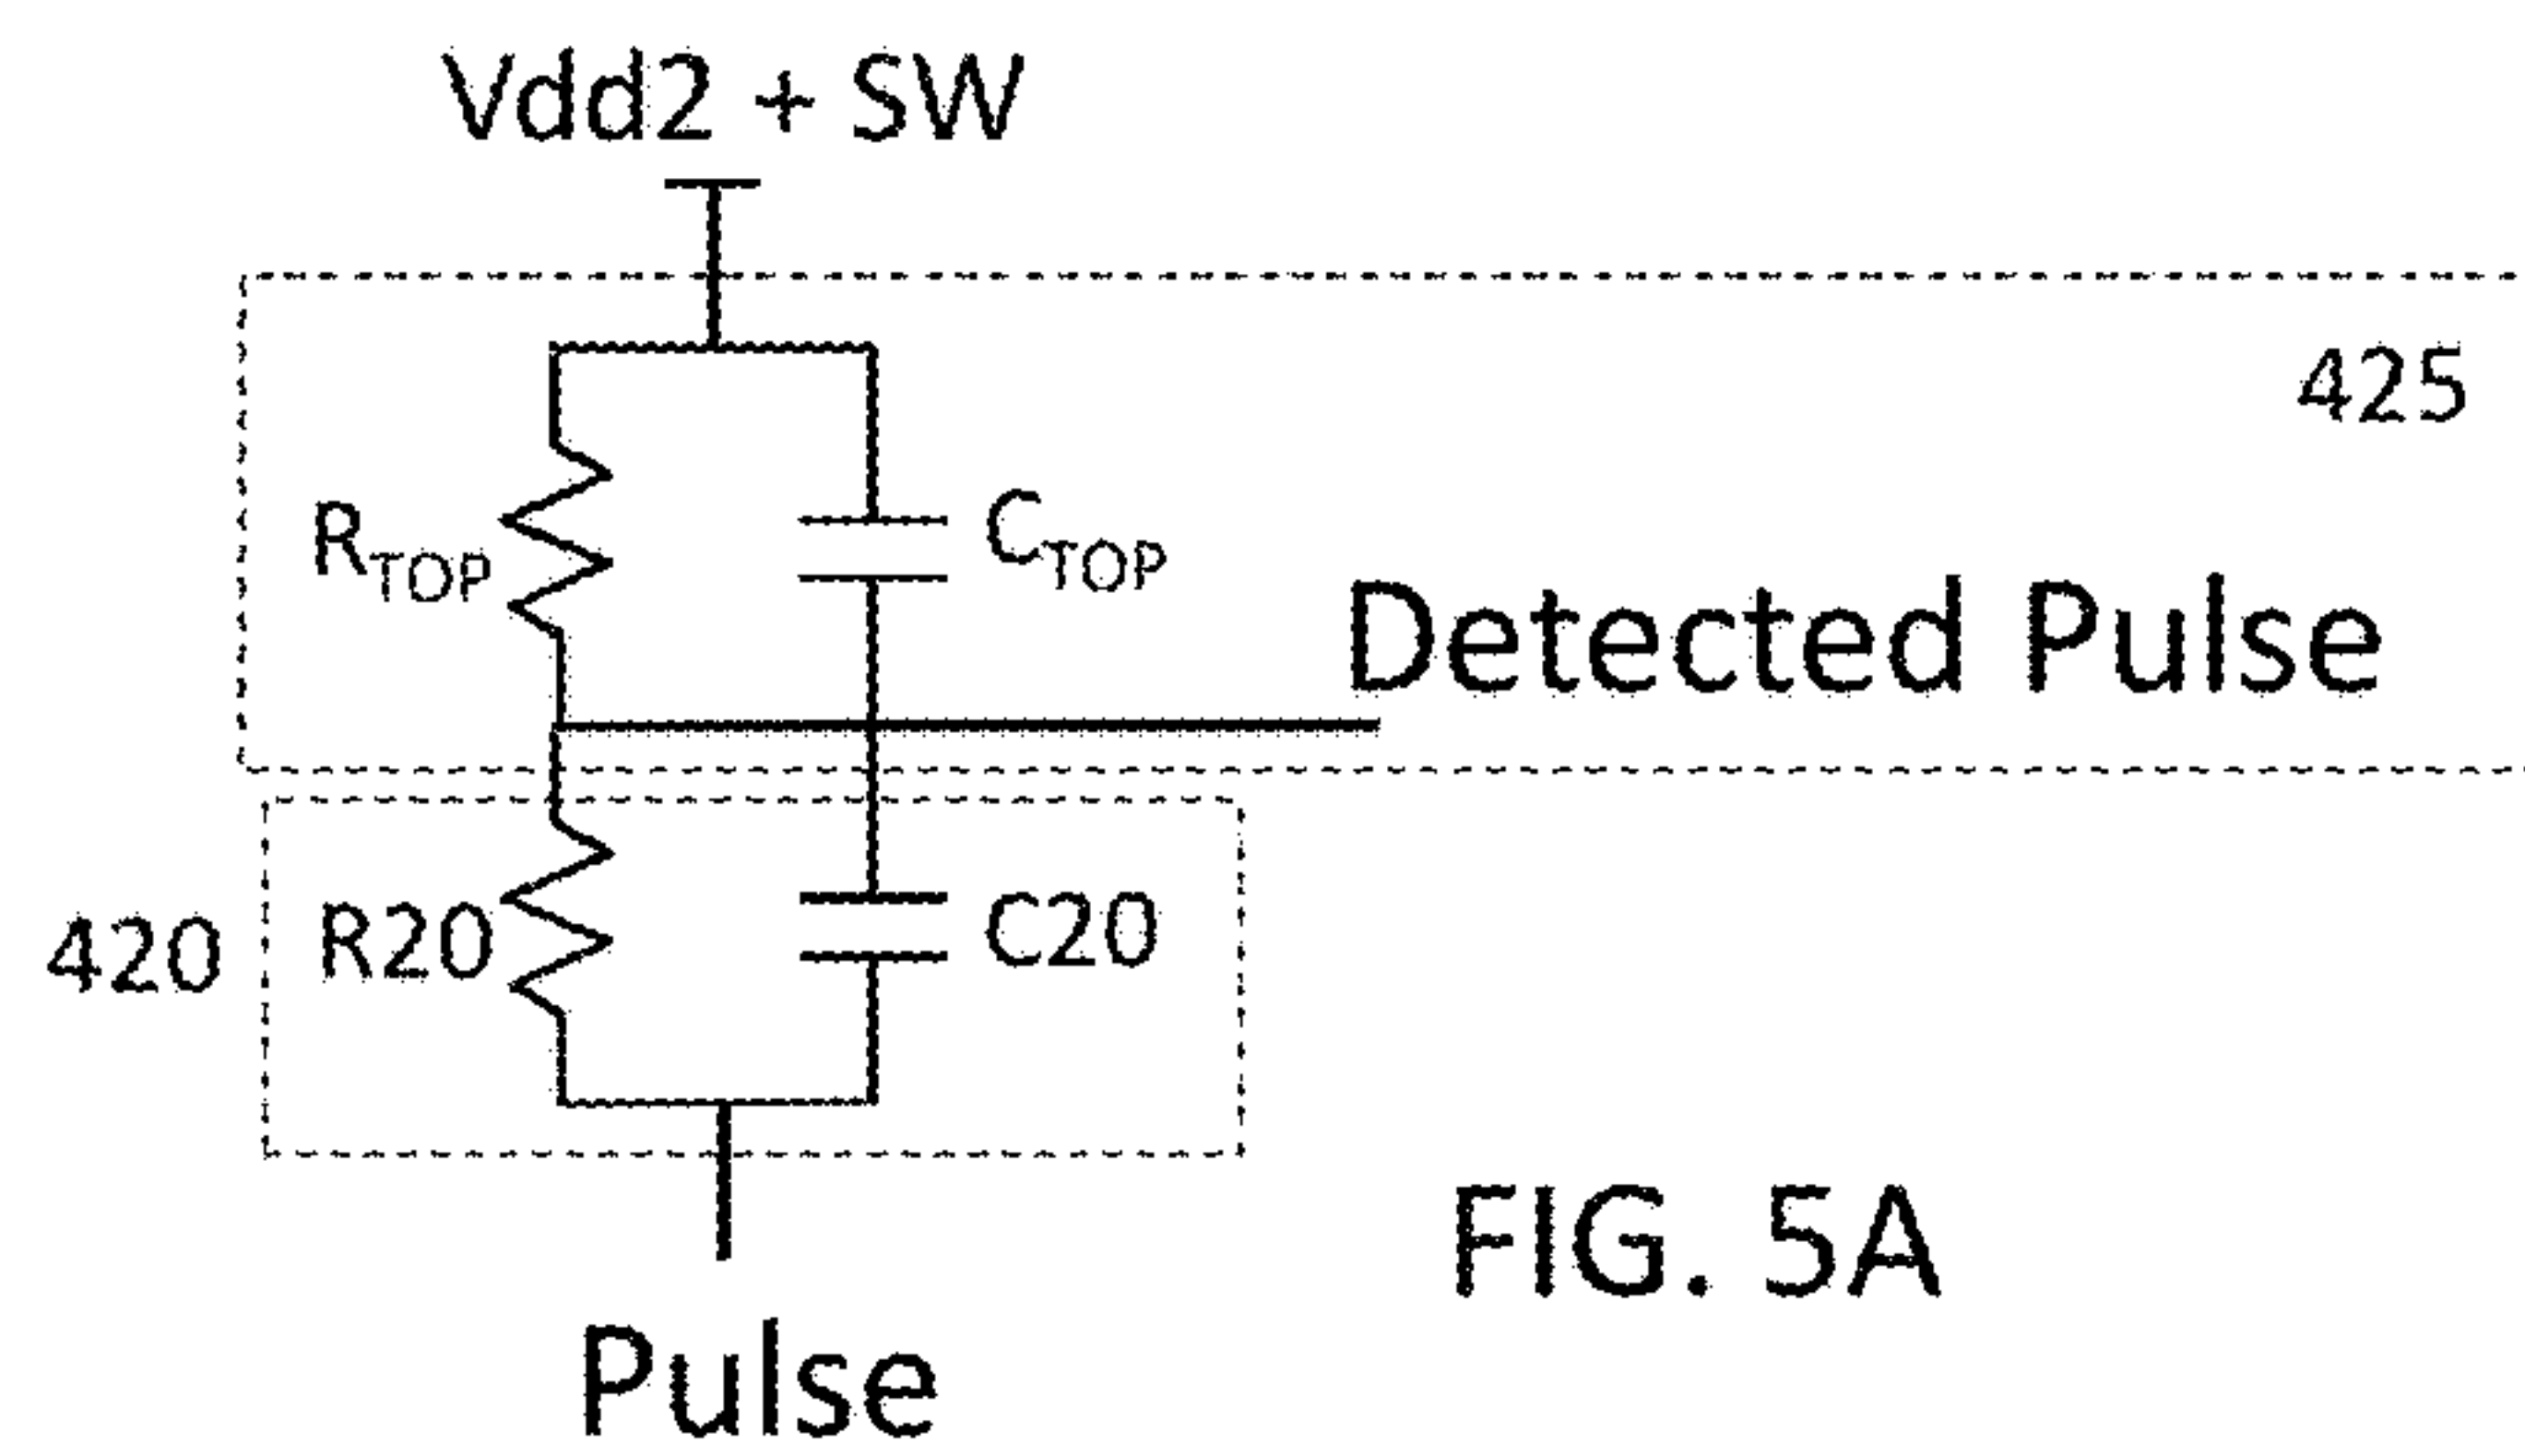 Vdd2 + SW
425
RTOP
CTOP
Detected Pulse
420
R20
C20
FIG. 5A
Pulse